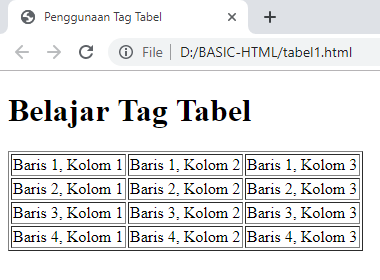 Penggunaan Tag Tabel
File | D:/BASIC-HTML/tabel1.html
Belajar Tag Tabel
Baris 1, Kolom 1 Baris 1, Kolom 2 Baris 1, Kolom 3
Baris 2, Kolom 1 Baris 2, Kolom 2 Baris 2, Kolom 3
Baris 3, Kolom 1 Baris 3, Kolom 2 Baris 3, Kolom 3
Baris 4, Kolom 1 Baris 4, Kolom 2 Baris 4, Kolom 3